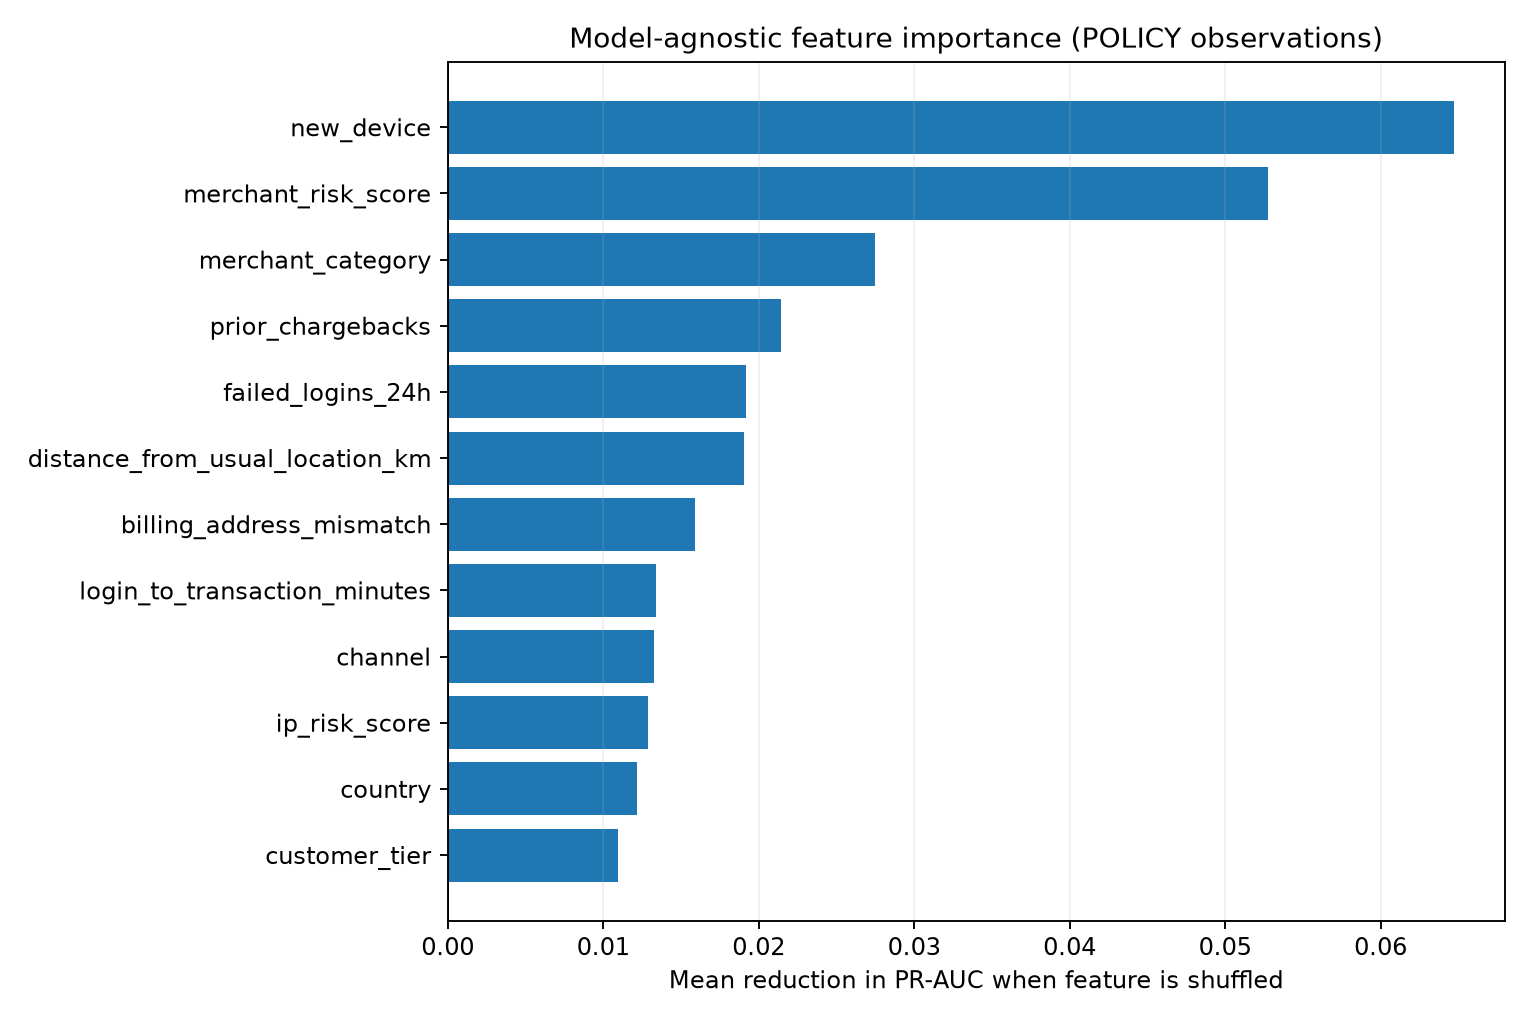 Model-agnostic feature importance (POLICY observations)
new_device
merchant_risk_score
merchant_category
prior_chargebacks
failed_logins_24h
distance_from_usual_location_km
billing_address_mismatch
login_to_transaction_minutes
channel
ip_risk_score
country
customer_tier
0.00 0.01 0.02 0.03 0.04 0.05 0.06
Mean reduction in PR-AUC when feature is shuffled